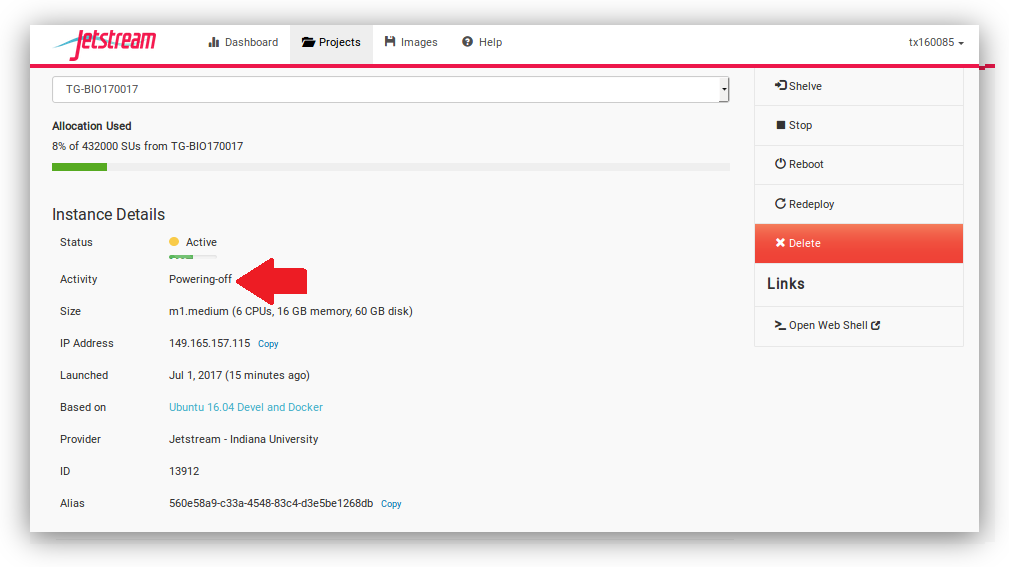 Jetstream
Dashboard
Projects
Images
Help
tx160085
TG-BIO170017
Allocation Used
8% of 432000 SUs from TG-BIO170017
Instance Details
Status Active
Activity Powering-off
Size m1.medium (6 CPUs, 16 GB memory, 60 GB disk)
IP Address 149.165.157.115 Copy
Launched Jul 1, 2017 (15 minutes ago)
Based on Ubuntu 16.04 Devel and Docker
Provider Jetstream - Indiana University
ID 13912
Alias 560e58a9-c33a-4548-83c4-d3e5be1268db Copy
Shelve
Stop
Reboot
Redeploy
Delete
Links
Open Web Shell